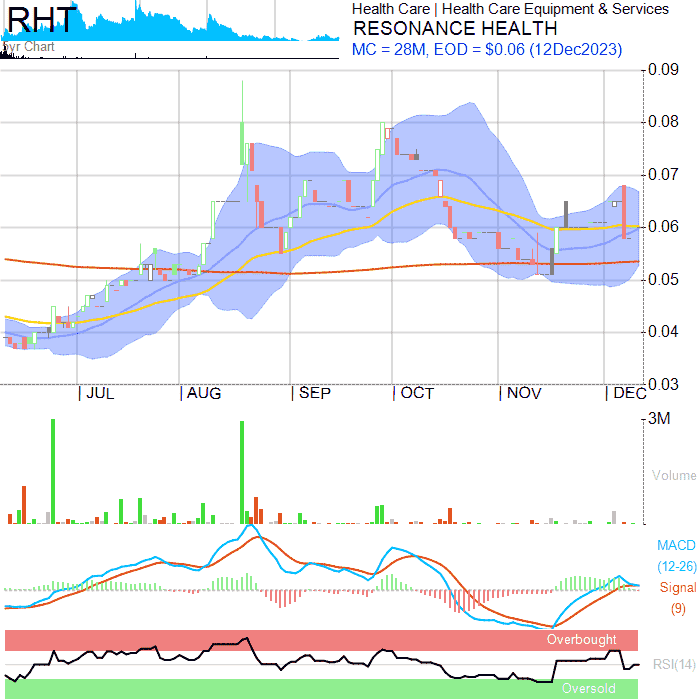 RHT
5yr Chart
Health Care | Health Care Equipment & Services
RESONANCE HEALTH
MC = 28M, EOD = $0.06 (12Dec2023)
0.09
0.08
0.07
0.06
0.05
0.04
0.03
| JUL | AUG | SEP | OCT | NOV | DEC
3M
Volume
MACD
(12-26)
Signal
(9)
Overbought
RSI(14)
Oversold